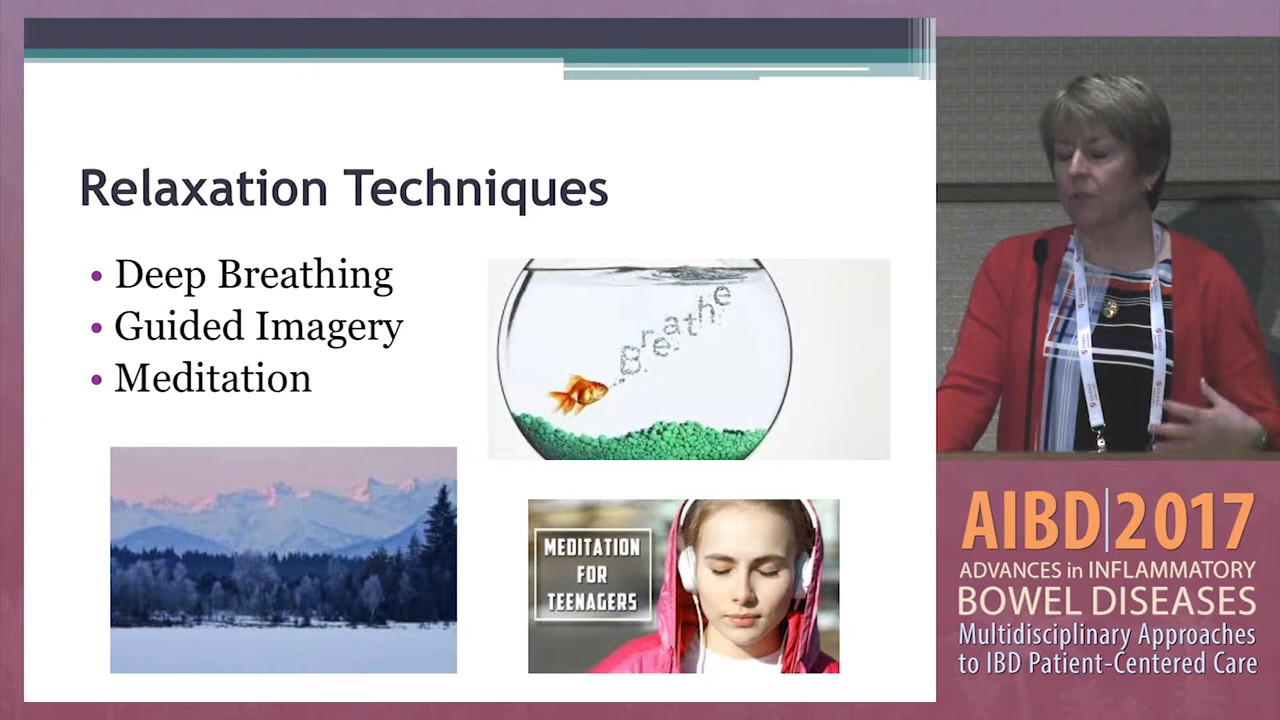 Relaxation Techniques
• Deep Breathing
• Guided Imagery
• Meditation
Breathe
MEDITATION
FOR
TEENAGERS
AIBD|2017
ADVANCES in INFLAMMATORY
BOWEL DISEASES
Multidisciplinary Approaches
to IBD Patient-Centered Care